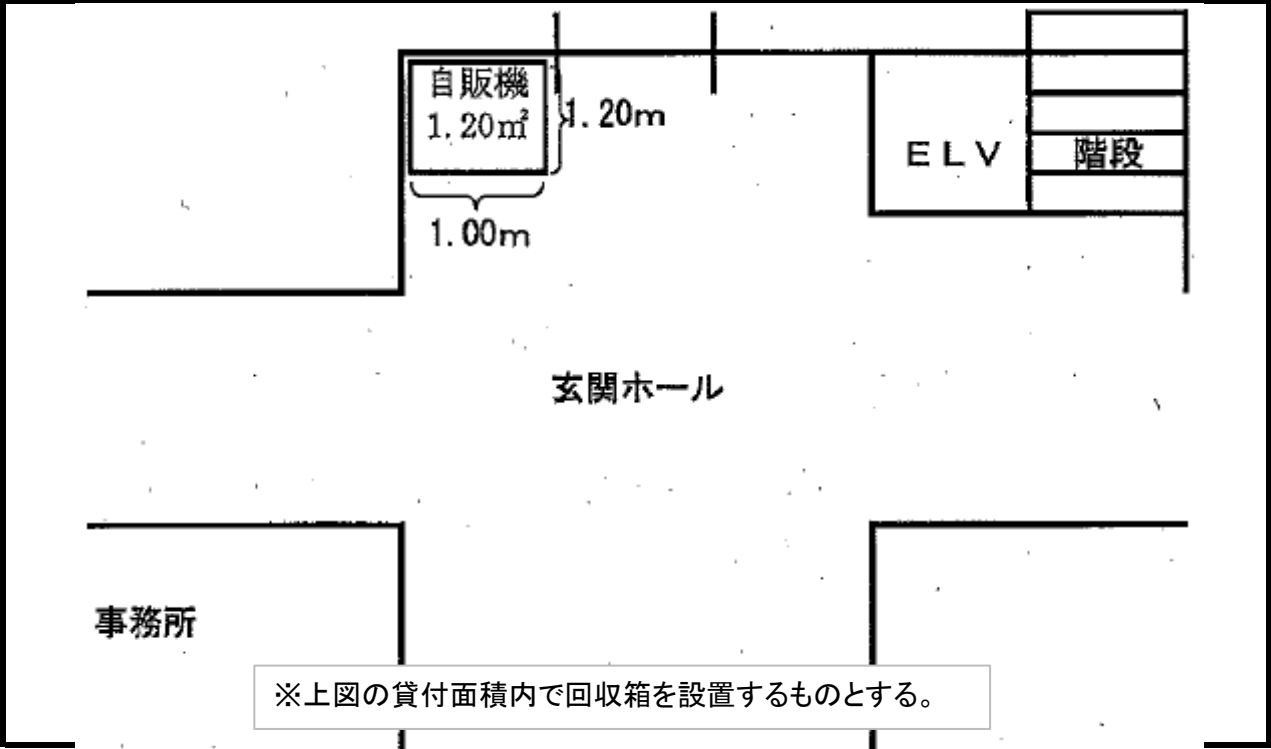 自販機
1.20㎡
1.20m
1.00m
ELV
階段
玄関ホール
事務所
※上図の貸付面積内で回収箱を設置するものとする。